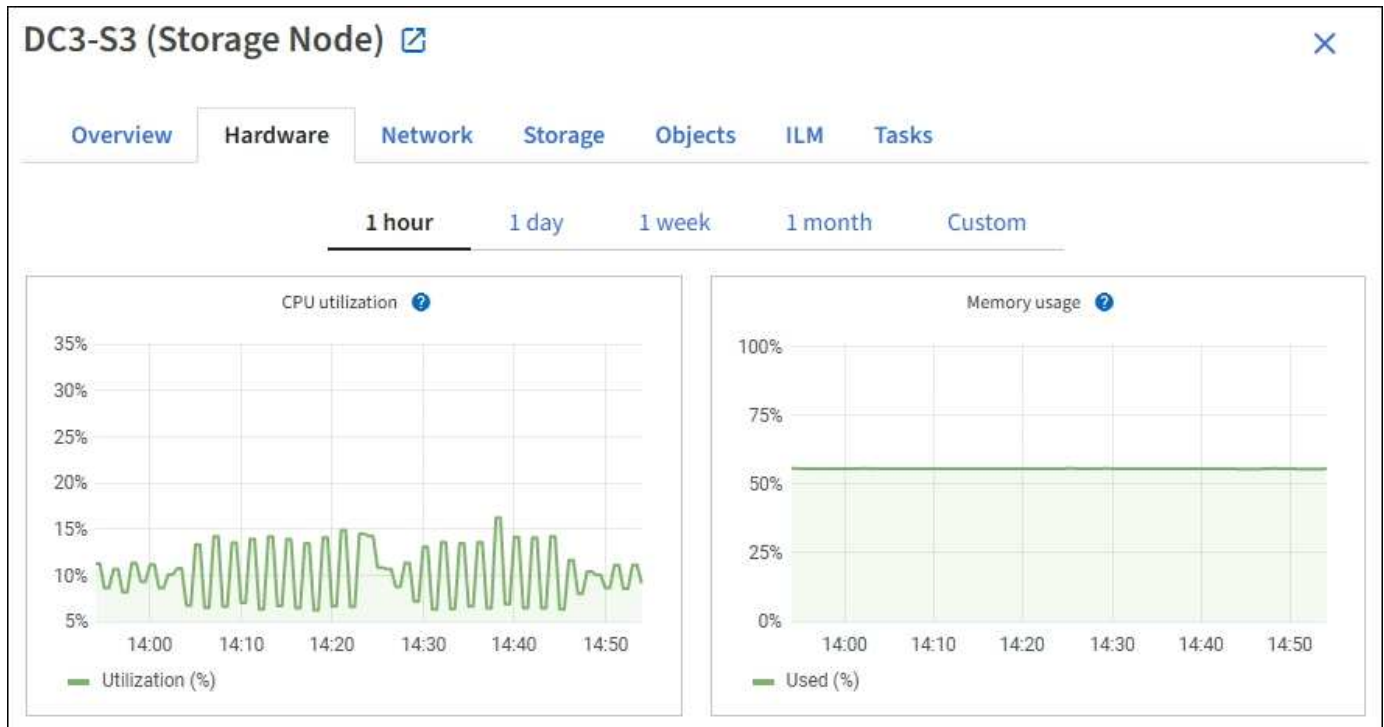 DC3-S3 (Storage Node)
Overview Hardware Network Storage Objects ILM Tasks
1 hour 1 day 1 week 1 month Custom
CPU utilization ?
35%
30%
25%
20%
15%
10%
5%
14:00 14:10 14:20 14:30 14:40 14:50
Utilization (%)
Memory usage ?
100%
75%
50%
25%
0%
14:00 14:10 14:20 14:30 14:40 14:50
Used (%)